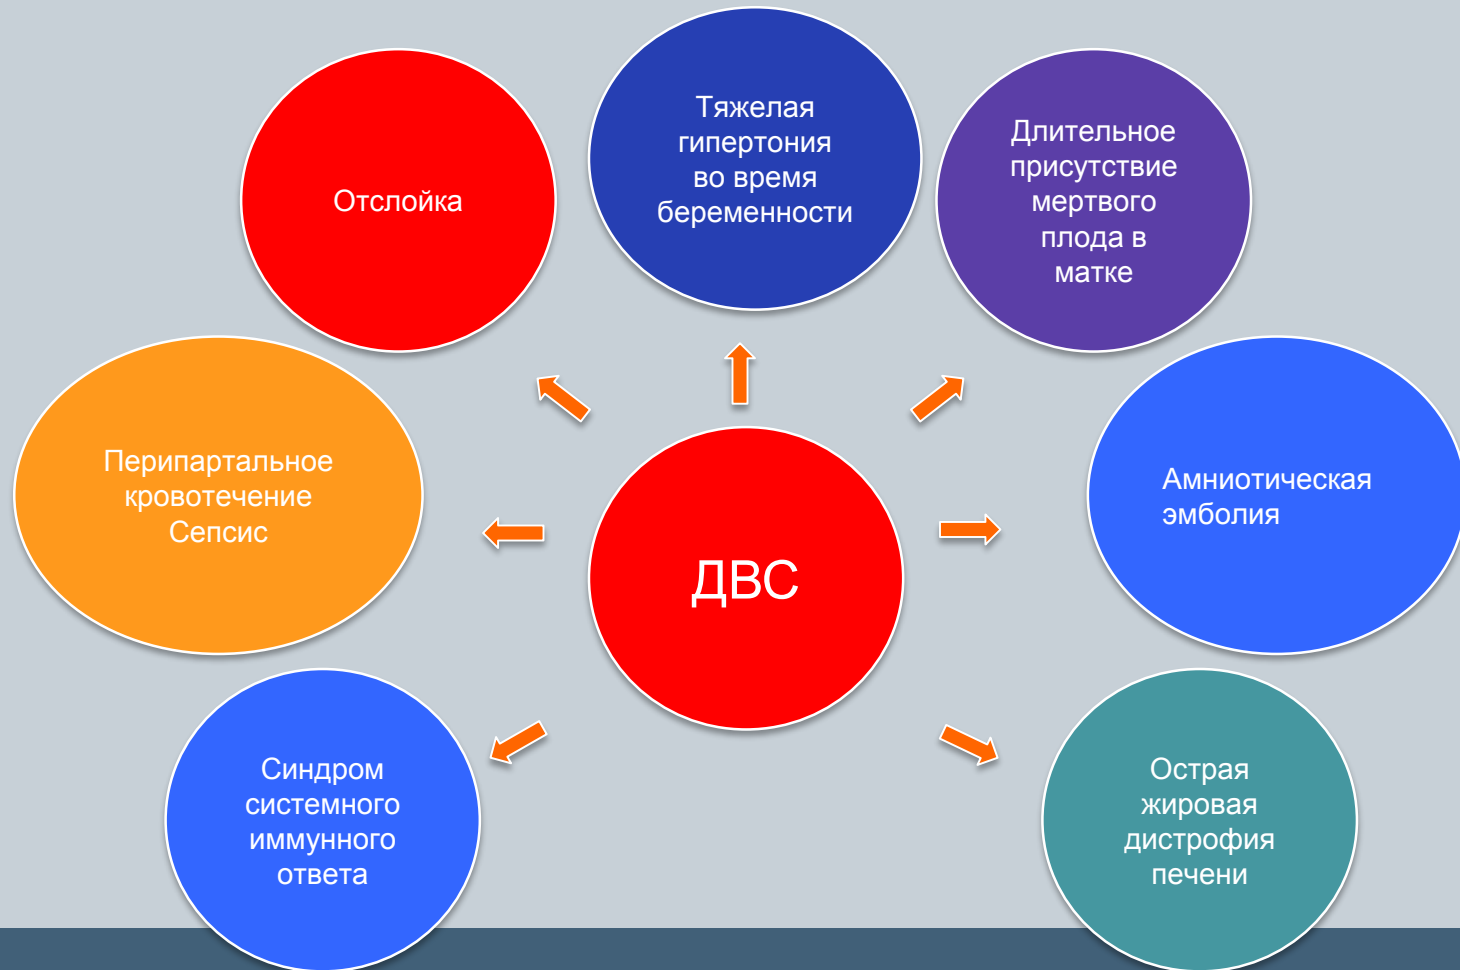 Отслойка
Тяжелая
гипертония
во время
беременности
Длительное
присутствие
мертвого
плода в
матке
Перипартальное
кровотечение
Сепсис
ДВС
Амниотическая
эмболия
Синдром
системного
иммунного
ответа
Острая
жировая
дистрофия
печени